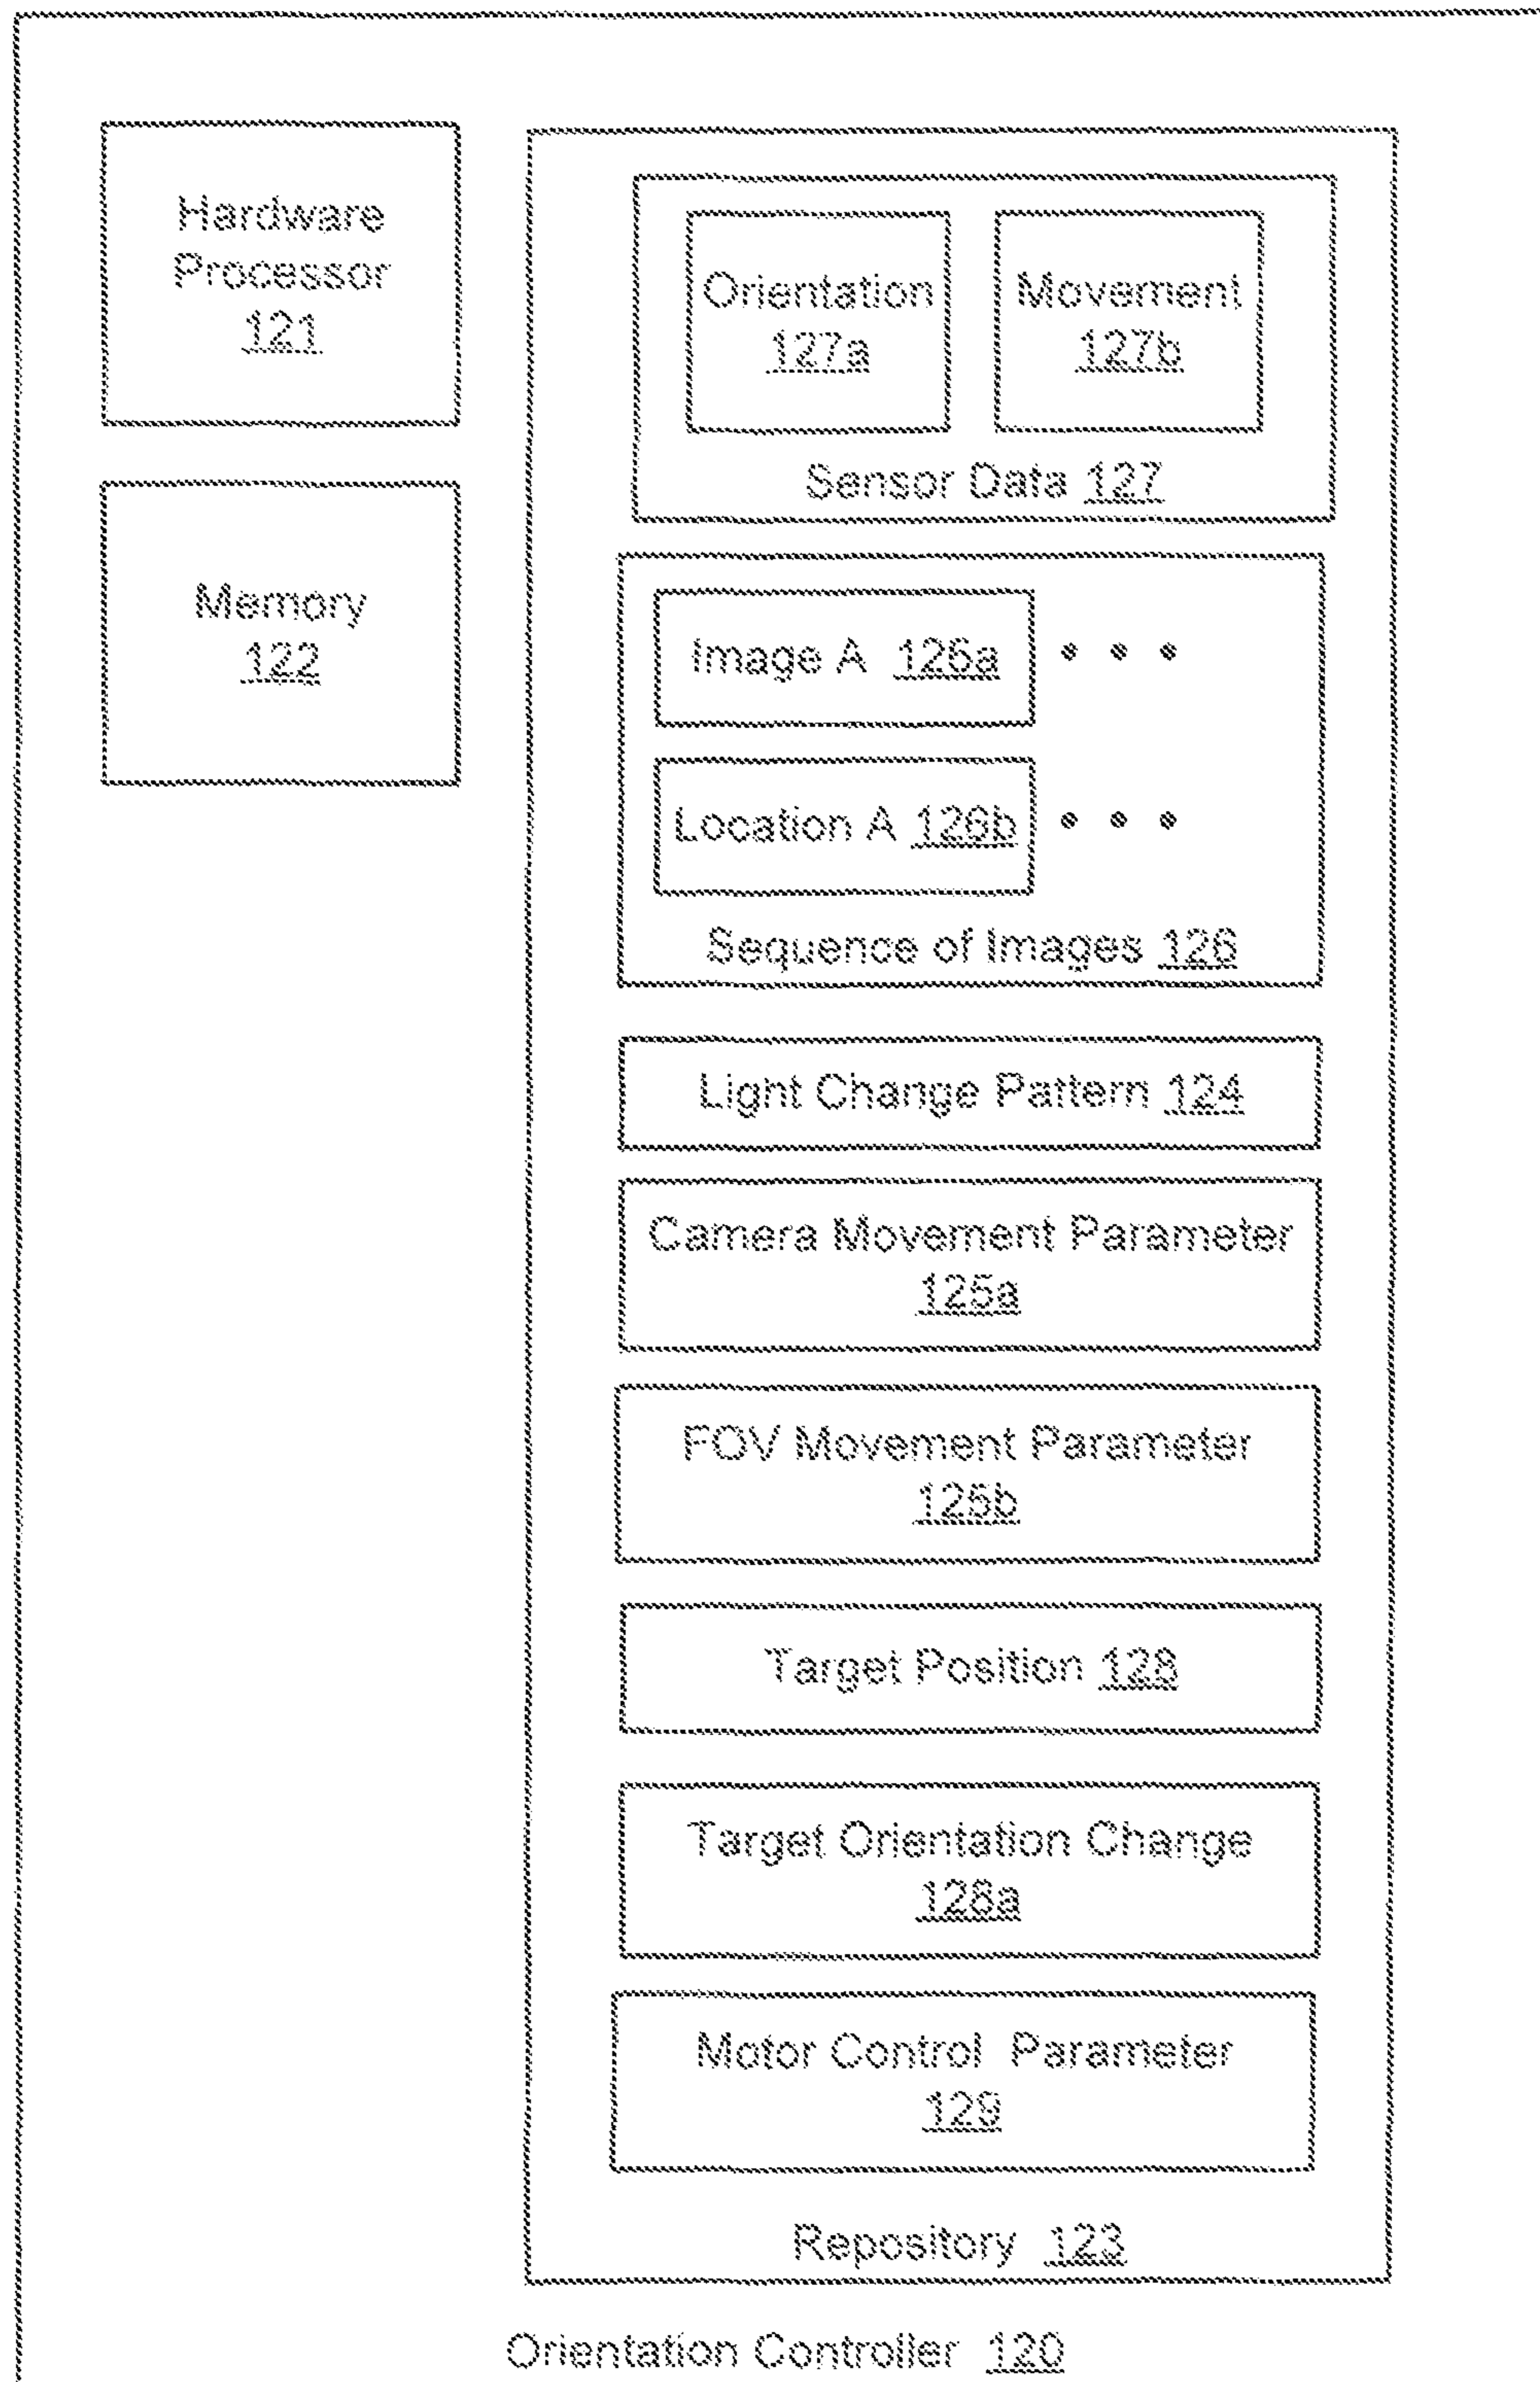 Hardware
Processor
121
Memory
122
Orientation
127a
Movement
127b
Sensor Data 127
Image A 126a
Location A 126b
Sequence of Images 126
Light Change Pattern 124
Camera Movement Parameter
125a
FOV Movement Parameter
125b
Target Position 128
Target Orientation Change
128a
Motor Control Parameter
129
Repository 123
Orientation Controller 120